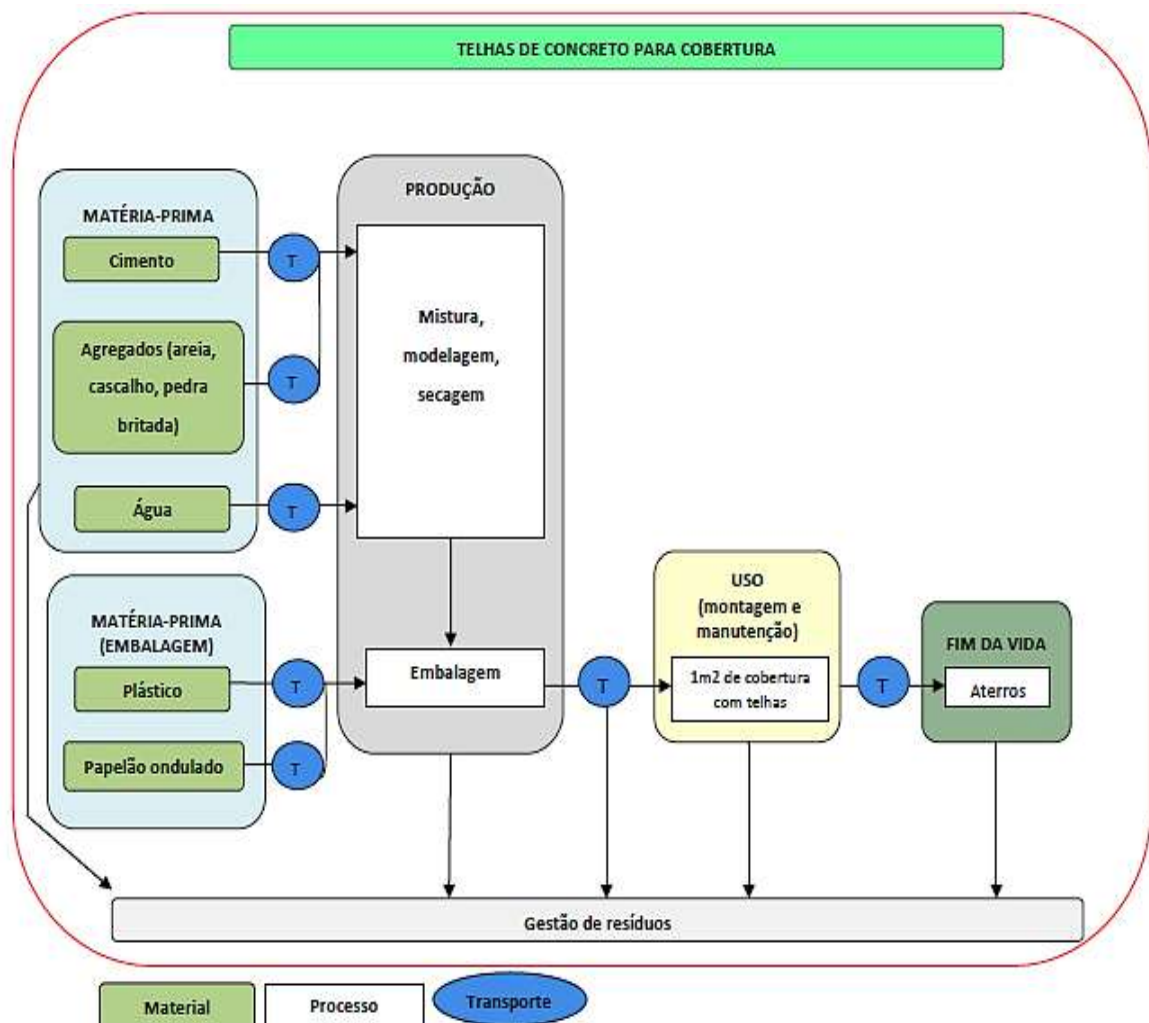 TELHAS DE CONCRETO PARA COBERTURA
MATÉRIA-PRIMA
Cimento
Agregados (areia,
cascalho, pedra
britada)
Água
T
T
T
PRODUÇÃO
Mistura,
modelagem,
secagem
MATÉRIA-PRIMA
(EMBALAGEM)
Plástico
Papelão ondulado
T
T
Embalagem
T
USO
(montagem e
manutenção)
1m2 de cobertura
com telhas
T
FIM DA VIDA
Aterros
Gestão de resíduos
Material
Processo
Transporte